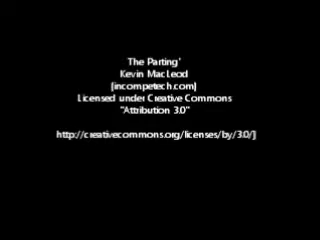 The Parting'
Kevin MacLeod
[incompetech.com]
Licensed under Creative Commons
"Attribution 3.0"
http://creativecommons.org/licenses/by/3.0/]